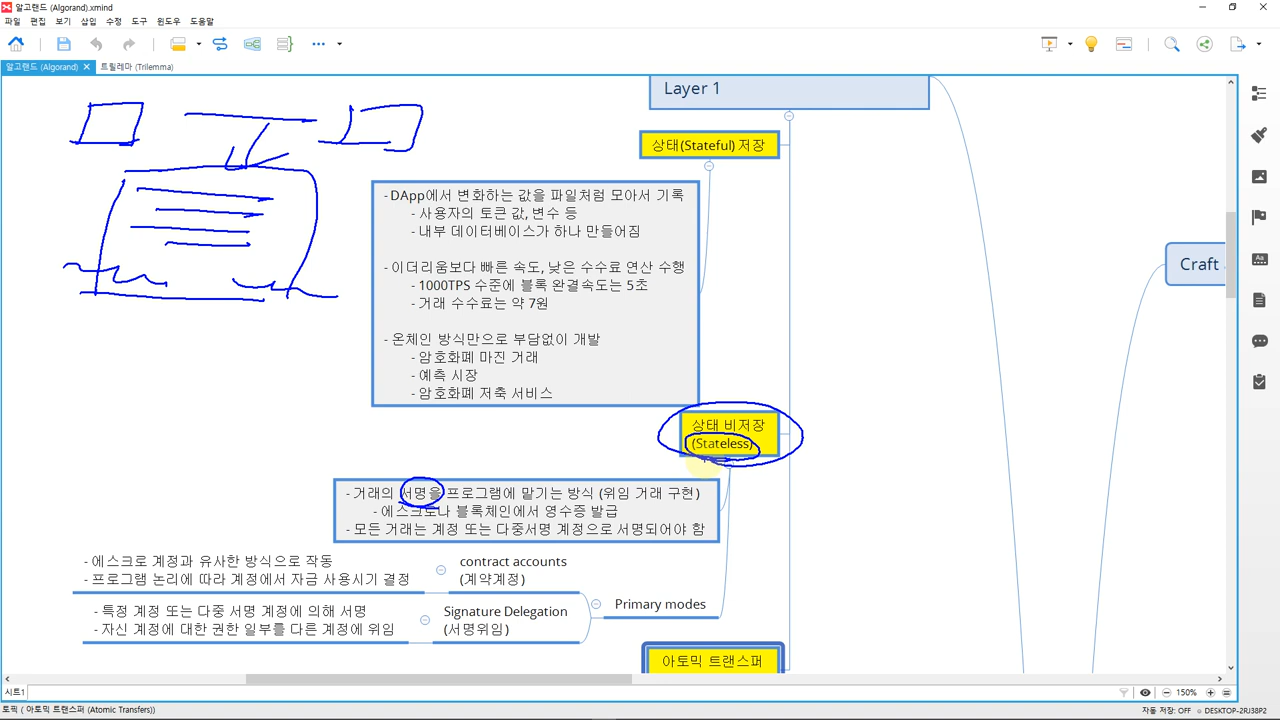 알고랜드 (Algorand).xmind
파일 편집 보기 삽입 수정 도구 윈도우 도움말
알고랜드 (Algorand) 트릴레마 (Trilemma)
Layer 1
상태(Stateful) 저장
- DApp에서 변화하는 값을 파일처럼 모아서 기록
- 사용자의 토큰 값, 변수 등
- 내부 데이터베이스가 하나 만들어짐
- 이더리움보다 빠른 속도, 낮은 수수료 연산 수행
- 1000TPS 수준에 블록 완결속도는 5초
- 거래 수수료는 약 7원
- 온체인 방식만으로 부담없이 개발
- 암호화폐 마진 거래
- 예측 시장
- 암호화폐 저축 서비스
Craft
상태 비저장
(Stateless)
- 거래의 서명을 프로그램에 맡기는 방식 (위임 거래 구현)
- 에스크로나 블록체인에서 영수증 발급
- 모든 거래는 계정 또는 다중서명 계정으로 서명되어야 함
- 에스크로 계정과 유사한 방식으로 작동
- 프로그램 논리에 따라 계정에서 자금 사용시기 결정
contract accounts
(계약계정)
- 특정 계정 또는 다중 서명 계정에 의해 서명
- 자신 계정에 대한 권한 일부를 다른 계정에 위임
Signature Delegation
(서명위임)
Primary modes
아토믹 트랜스퍼
시트1
150%
토픽 ( 아토믹 트랜스퍼 (Atomic Transfers))
자동 저장: OFF
DESKTOP-2RJ38P2